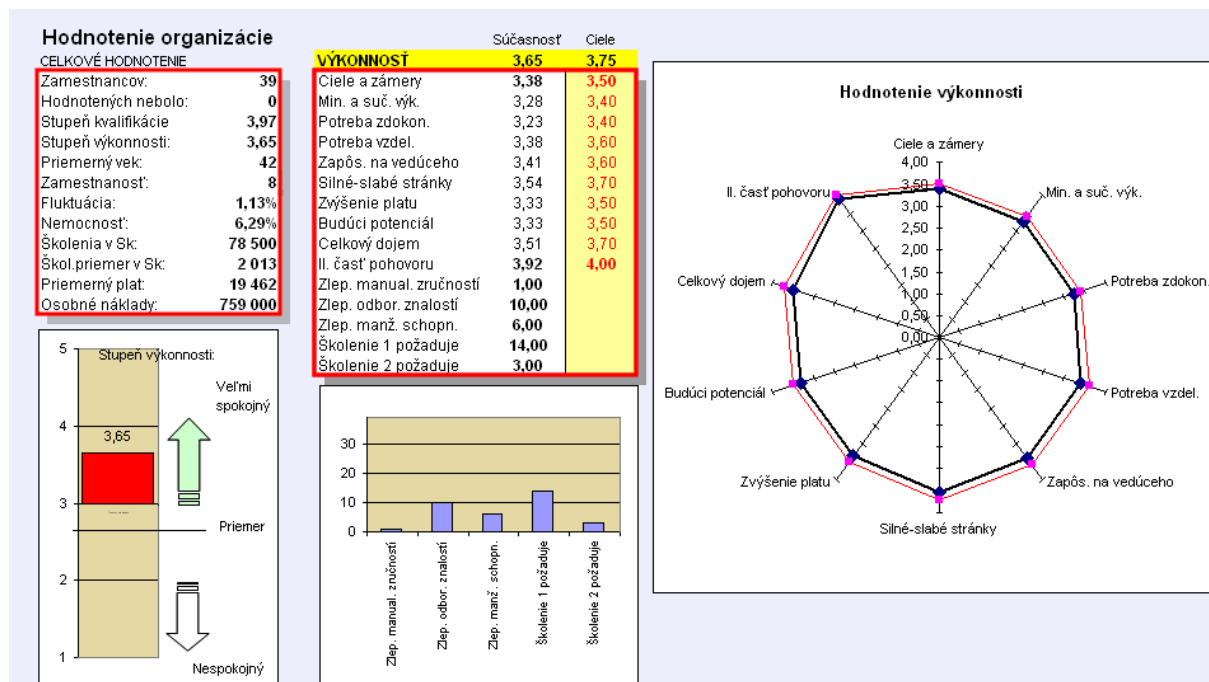 Hodnotenie organizácie
CELKOVÉ HODNOTENIE
Zamestnancov: 39
Hodnotených nebolo: 0
Stupeň kvalifikácie 3,97
Stupeň výkonnosti: 3,65
Priemerný vek: 42
Zamestnanosť: 8
Fluktuácia: 1,13%
Nemocnosť: 6,29%
Školenia v Sk: 78 500
Škol.priemer v Sk: 2 013
Priemerný plat: 19 462
Osobné náklady: 759 000
Súčasnosť Ciele
VÝKONNOSŤ 3,65 3,75
Ciele a zámery 3,38 3,50
Min. a suč. výk. 3,28 3,40
Potreba zdokon. 3,23 3,40
Potreba vzdel. 3,38 3,60
Zapôs. na vedúceho 3,41 3,60
Silné-slabé stránky 3,54 3,70
Zvýšenie platu 3,33 3,50
Budúci potenciál 3,33 3,50
Celkový dojem 3,51 3,70
II. časť pohovoru 3,92 4,00
Zlep. manual. zručností 1,00
Zlep. odbor. znalostí 10,00
Zlep. manž. schopn. 6,00
Školenie 1 požaduje 14,00
Školenie 2 požaduje 3,00
Stupeň výkonnosti:
5
4
3
2
1
3,65
Veľmi
spokojný
Priemer
Nespokojný
30
20
10
0
Zlep. manual. zručností
Zlep. odbor. znalostí
Zlep. manž. schopn.
Školenie 1 požaduje
Školenie 2 požaduje
Hodnotenie výkonnosti
Ciele a zámery
4,00
3,50
3,00
2,50
2,00
1,50
1,00
0,50
0,00
Min. a suč. výk.
Potreba zdokon.
Potreba vzdel.
Zapôs. na vedúceho
Silné-slabé stránky
Zvýšenie platu
Budúci potenciál
Celkový dojem
II. časť pohovoru